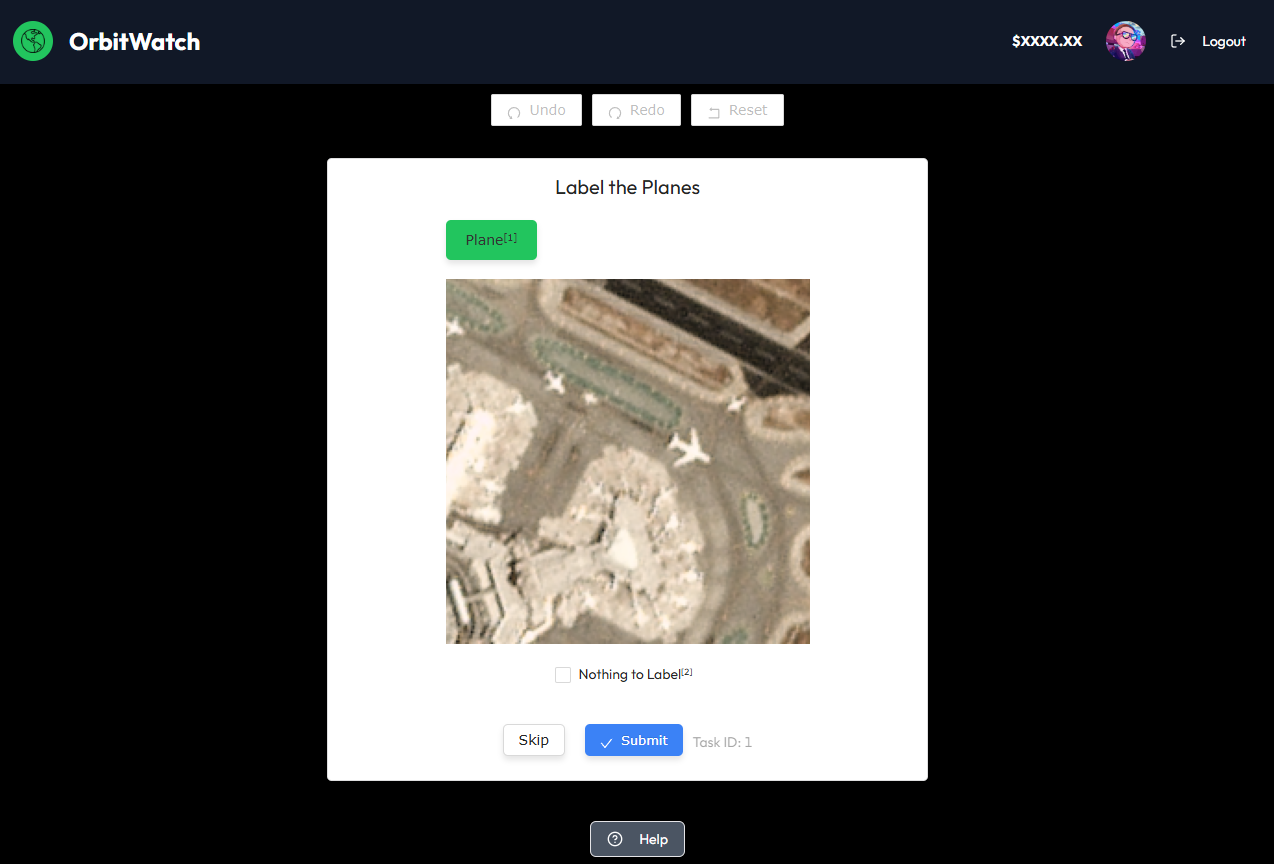 OrbitWatch
$XXXX.XX
Logout
Undo
Redo
Reset
Label the Planes
Plane[1]
Nothing to Label[2]
Skip
Submit
Task ID: 1
Help